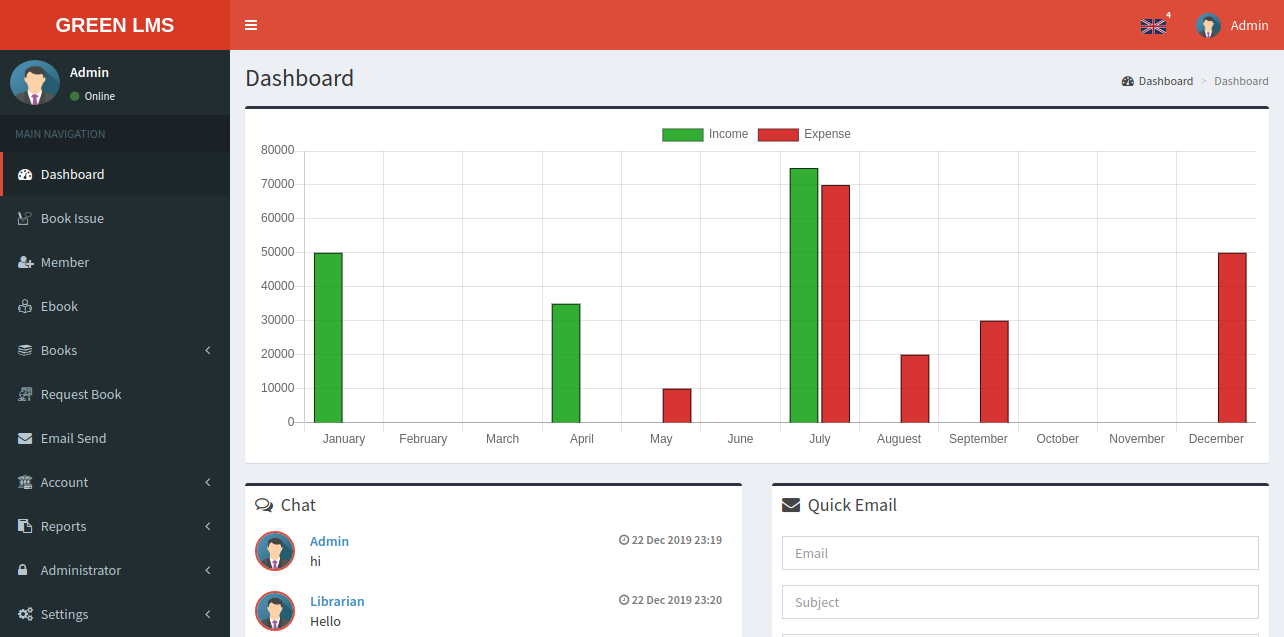 GREEN LMS
4
Admin
Admin
Online
MAIN NAVIGATION
Dashboard
Book Issue
Member
Ebook
Books
Request Book
Email Send
Account
Reports
Administrator
Settings
Dashboard
Dashboard > Dashboard
Income Expense
80000
70000
60000
50000
40000
30000
20000
10000
0
January February March April May June July Auguest September October November December
Chat
Admin 22 Dec 2019 23:19
hi
Librarian 22 Dec 2019 23:20
Hello
Quick Email
Email
Subject